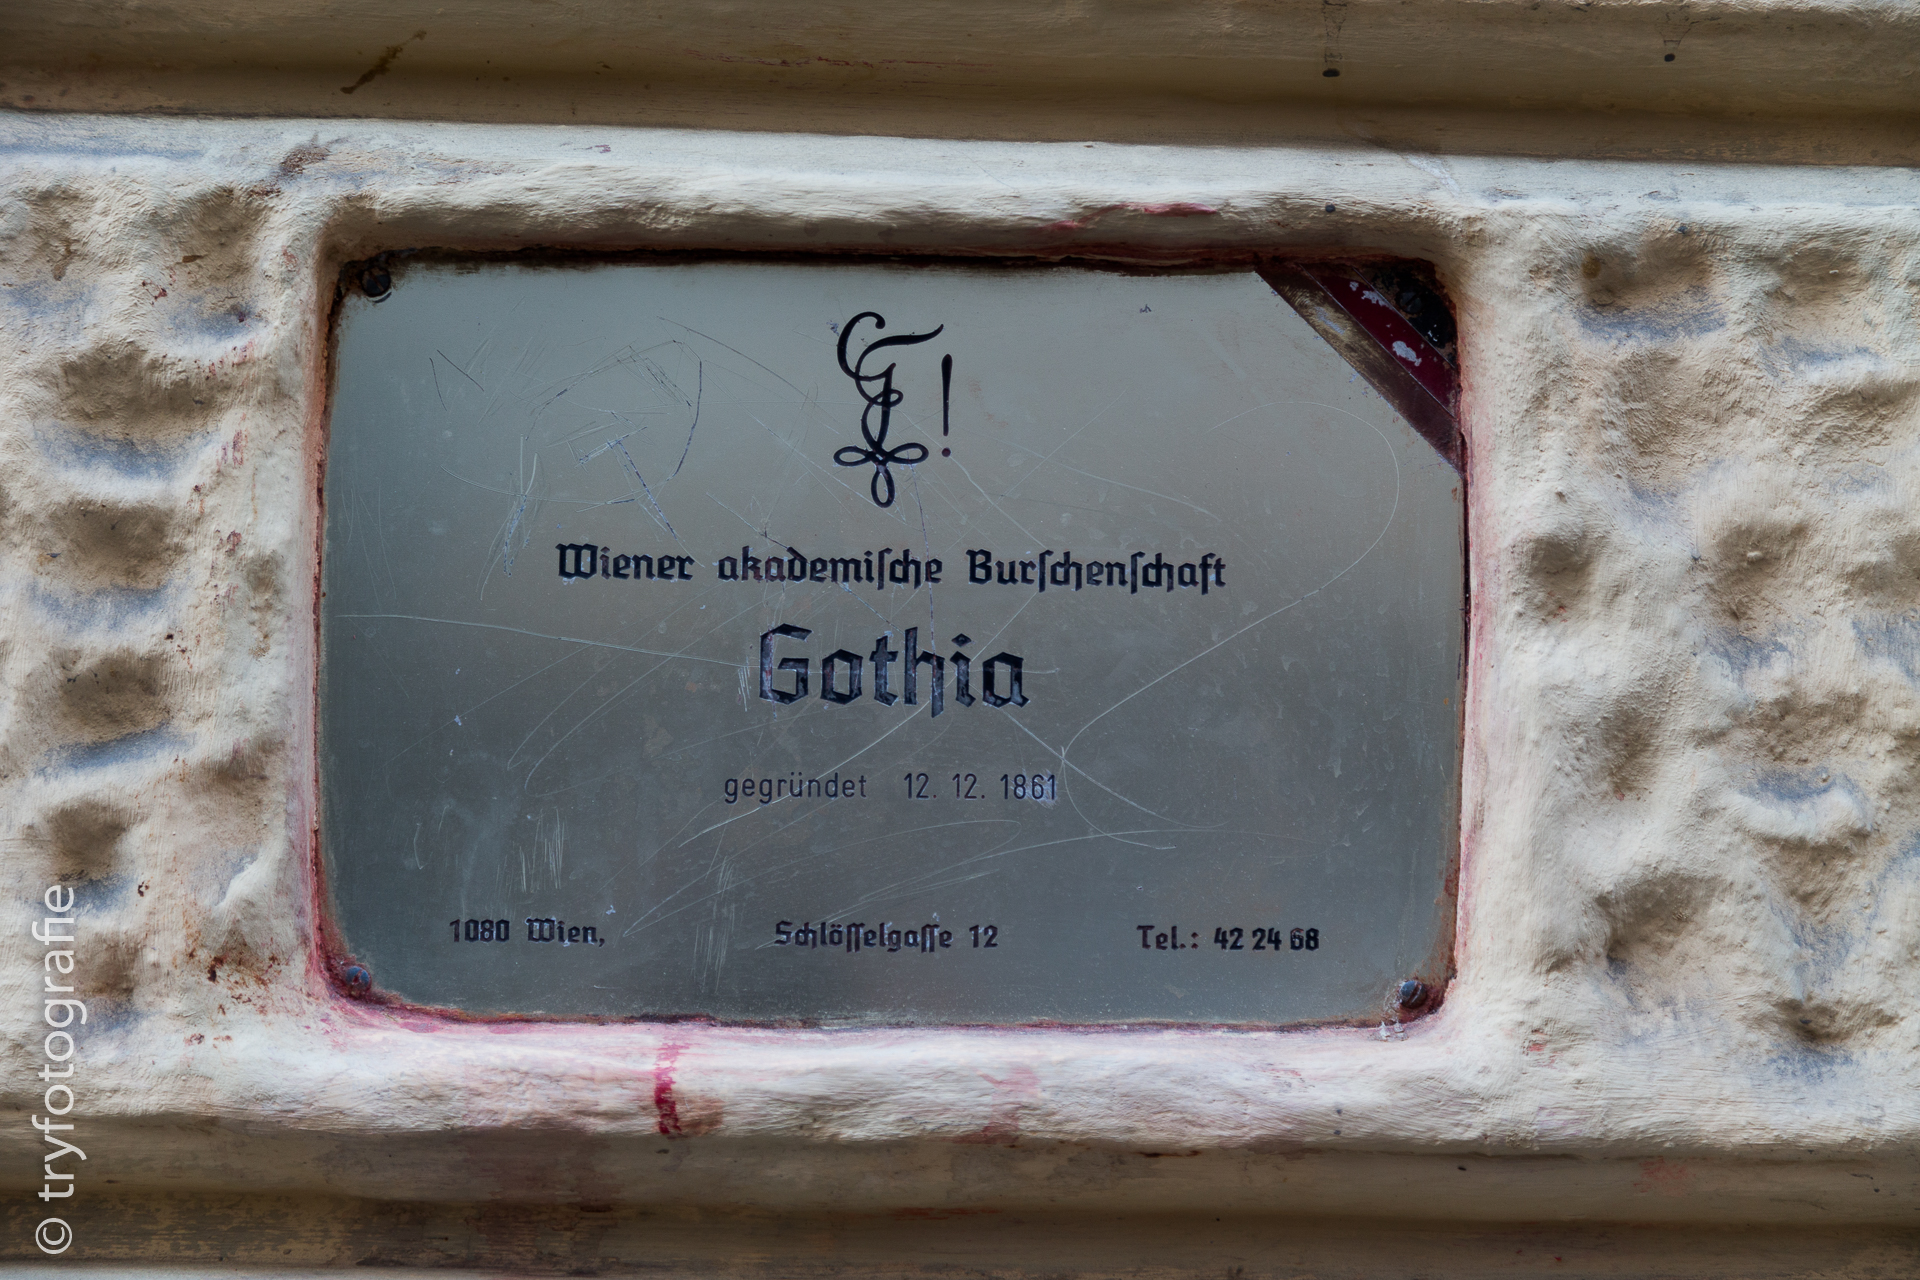 Wiener akademiſche Burſchenſchaft
Gothia
gegründet 12. 12. 1861
1080 Wien, Schlöſſelgaſſe 12 Tel.: 42 24 68
© tryfotografie